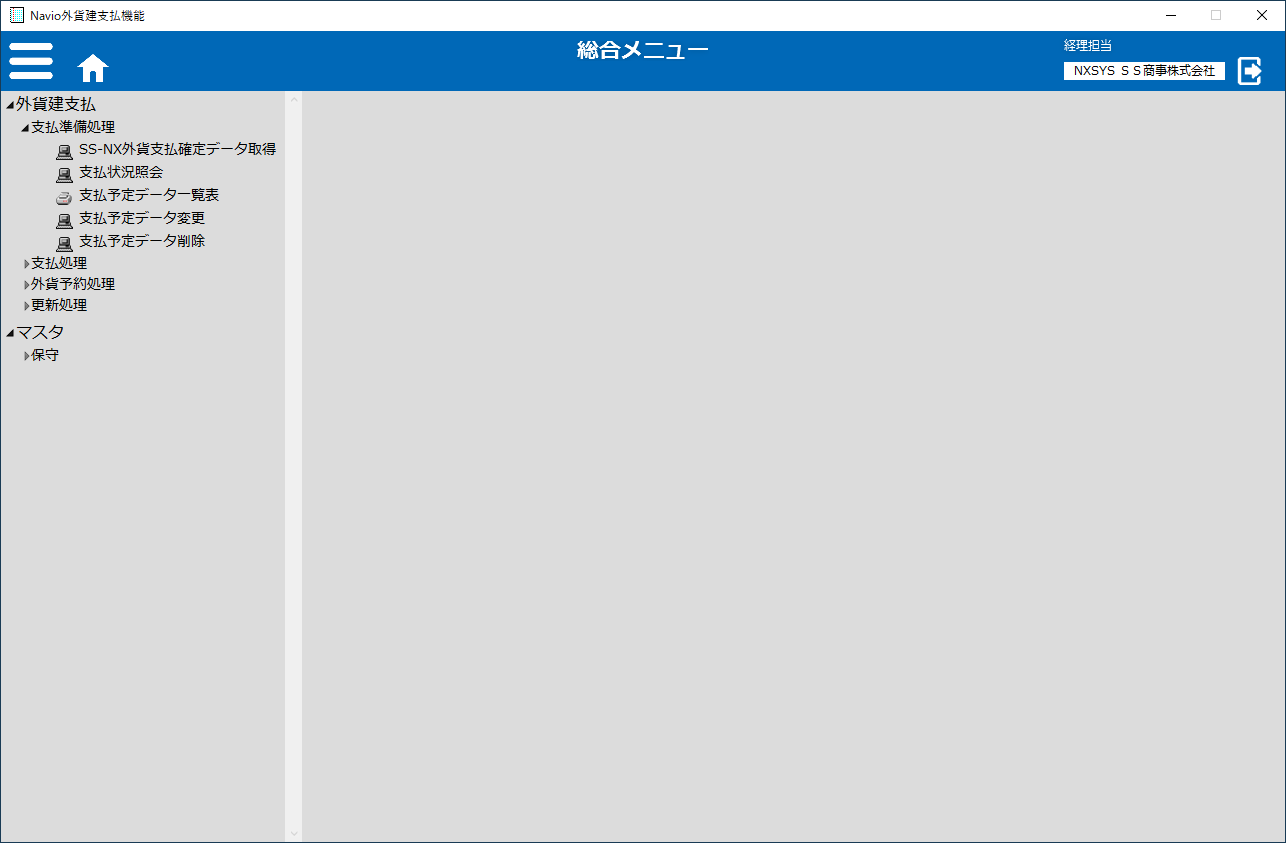 Navio外貨建支払機能
総合メニュー
経理担当
NXSYS ＳＳ商事株式会社
外貨建支払
支払準備処理
SS-NX外貨支払確定データ取得
支払状況照会
支払予定データ一覧表
支払予定データ変更
支払予定データ削除
支払処理
外貨予約処理
更新処理
マスタ
保守